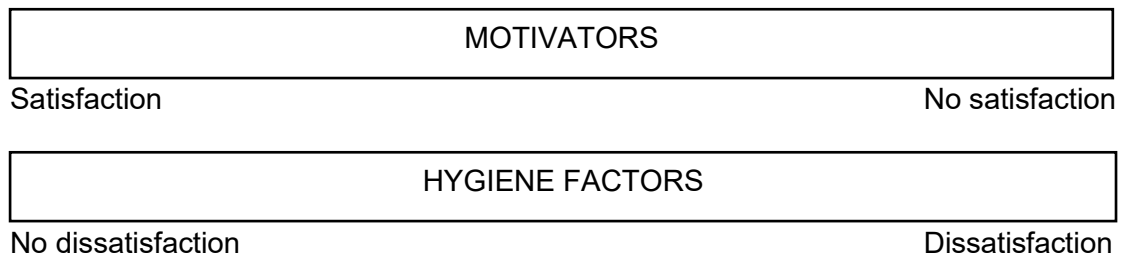 MOTIVATORS
Satisfaction No satisfaction
HYGIENE FACTORS
No dissatisfaction Dissatisfaction